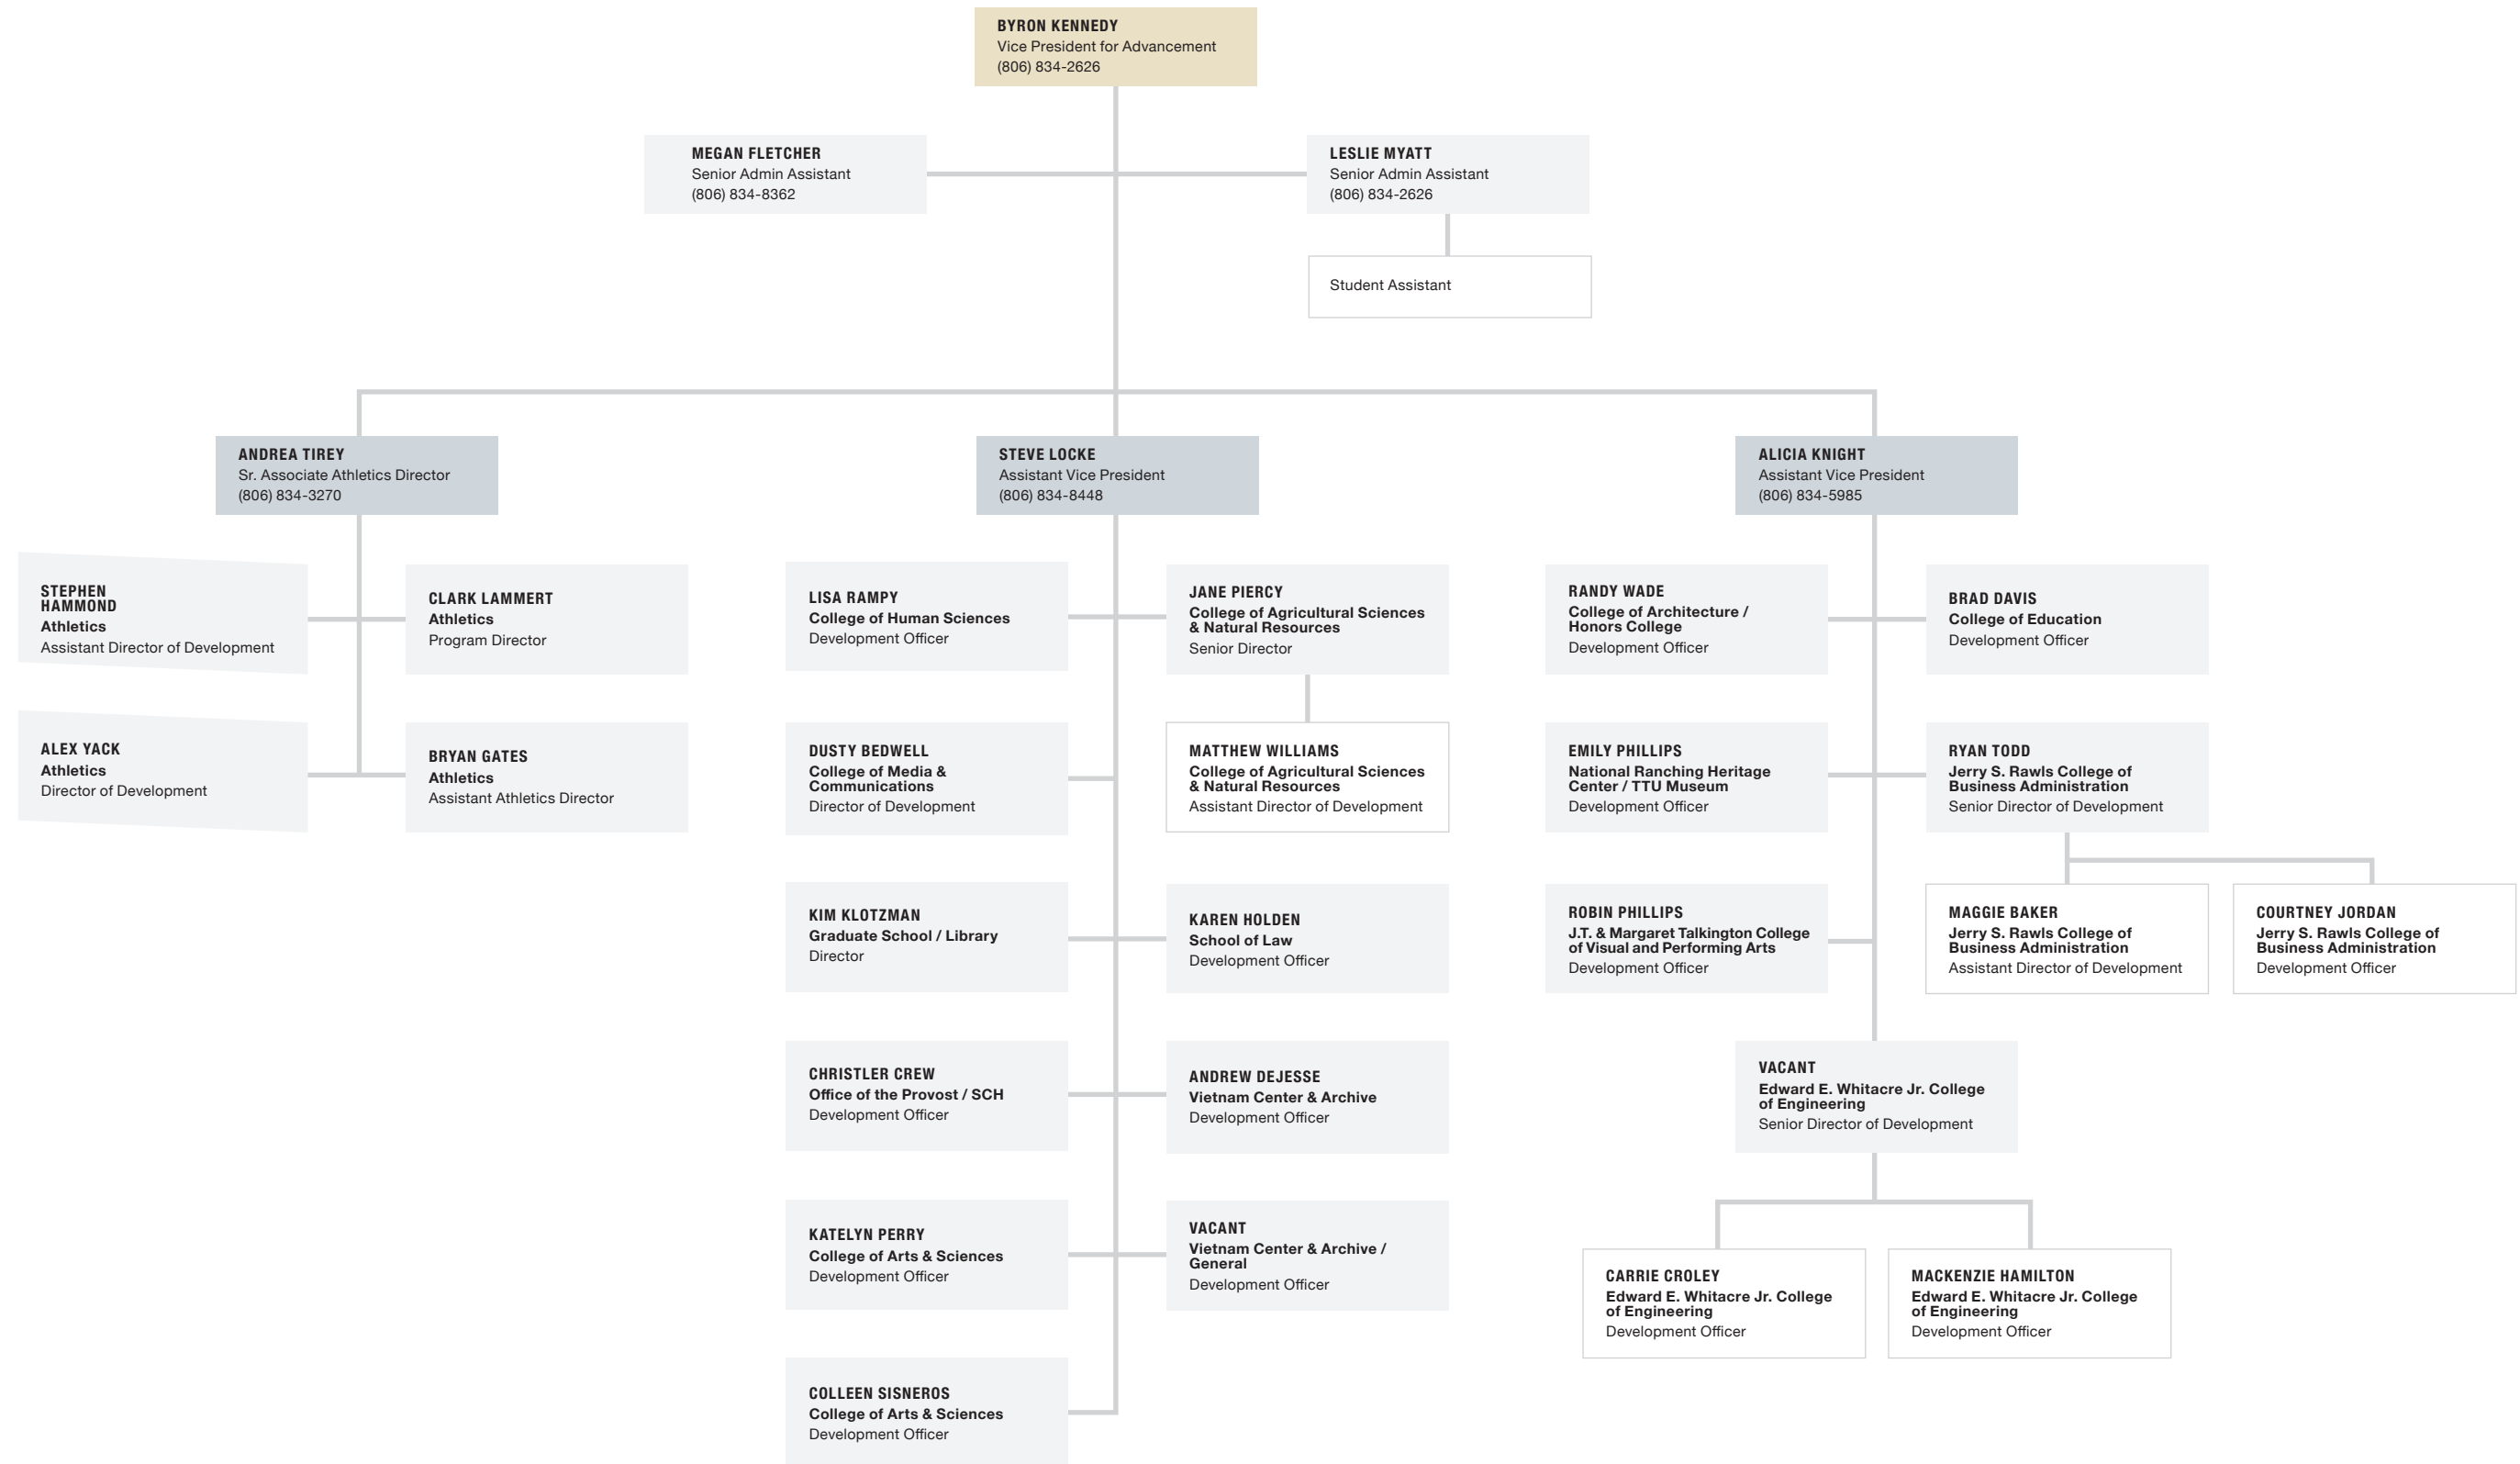 BYRON KENNEDY
Vice President for Advancement
(806) 834-2626
MEGAN FLETCHER
Senior Admin Assistant
(806) 834-8362
LESLIE MYATT
Senior Admin Assistant
(806) 834-2626
Student Assistant
ANDREA TIREY
Sr. Associate Athletics Director
(806) 834-3270
STEVE LOCKE
Assistant Vice President
(806) 834-8448
ALICIA KNIGHT
Assistant Vice President
(806) 834-5985
STEPHEN
HAMMOND
Athletics
Assistant Director of Development
CLARK LAMMERT
Athletics
Program Director
ALEX YACK
Athletics
Director of Development
BRYAN GATES
Athletics
Assistant Athletics Director
LISA RAMPY
College of Human Sciences
Development Officer
JANE PIERCY
College of Agricultural Sciences
& Natural Resources
Senior Director
DUSTY BEDWELL
College of Media &
Communications
Director of Development
MATTHEW WILLIAMS
College of Agricultural Sciences
& Natural Resources
Assistant Director of Development
KIM KLOTZMAN
Graduate School / Library
Director
KAREN HOLDEN
School of Law
Development Officer
CHRISTLER CREW
Office of the Provost / SCH
Development Officer
ANDREW DEJESSE
Vietnam Center & Archive
Development Officer
KATELYN PERRY
College of Arts & Sciences
Development Officer
VACANT
Vietnam Center & Archive /
General
Development Officer
COLLEEN SISNEROS
College of Arts & Sciences
Development Officer
RANDY WADE
College of Architecture /
Honors College
Development Officer
BRAD DAVIS
College of Education
Development Officer
EMILY PHILLIPS
National Ranching Heritage
Center / TTU Museum
Development Officer
RYAN TODD
Jerry S. Rawls College of
Business Administration
Senior Director of Development
ROBIN PHILLIPS
J.T. & Margaret Talkington College
of Visual and Performing Arts
Development Officer
MAGGIE BAKER
Jerry S. Rawls College of
Business Administration
Assistant Director of Development
COURTNEY JORDAN
Jerry S. Rawls College of
Business Administration
Development Officer
VACANT
Edward E. Whitacre Jr. College
of Engineering
Senior Director of Development
CARRIE CROLEY
Edward E. Whitacre Jr. College
of Engineering
Development Officer
MACKENZIE HAMILTON
Edward E. Whitacre Jr. College
of Engineering
Development Officer